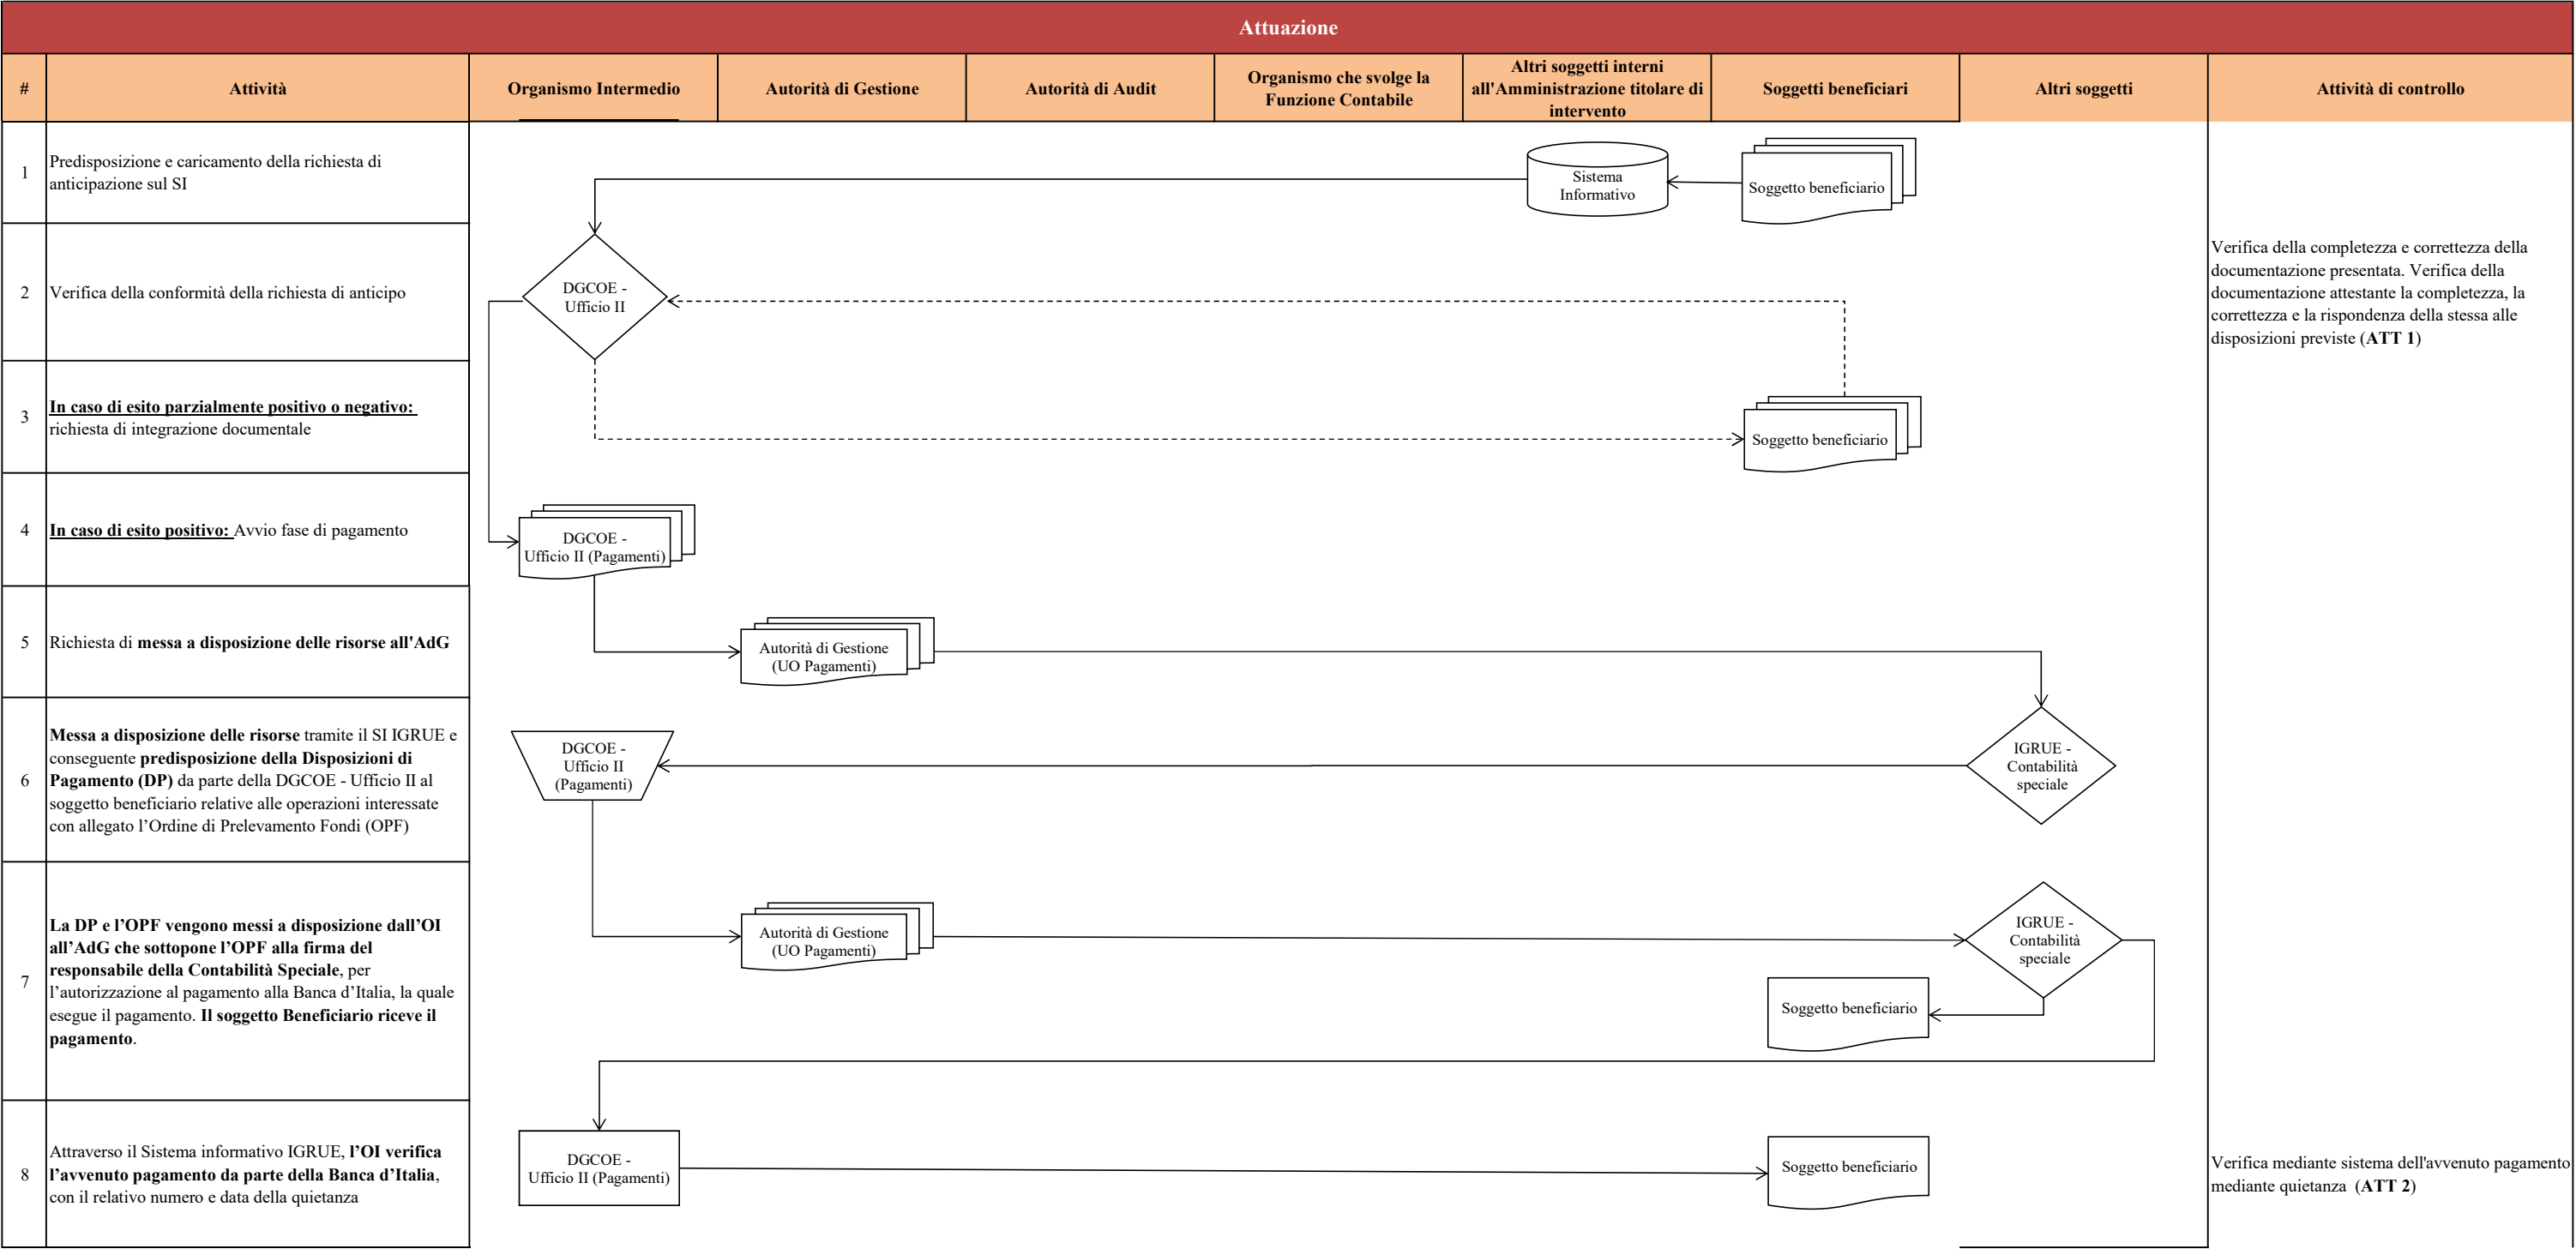 Attuazione
#
Attività
Organismo Intermedio
Autorità di Gestione
Autorità di Audit
Organismo che svolge la
Funzione Contabile
Altri soggetti interni
all'Amministrazione titolare di
intervento
Soggetti beneficiari
Altri soggetti
Attività di controllo
1
Predisposizione e caricamento della richiesta di
anticipazione sul SI
Sistema
Informativo
Soggetto beneficiario
2
Verifica della conformità della richiesta di anticipo
DGCOE -
Ufficio II
Verifica della completezza e correttezza della
documentazione presentata. Verifica della
documentazione attestante la completezza, la
correttezza e la rispondenza della stessa alle
disposizioni previste (ATT 1)
3
In caso di esito parzialmente positivo o negativo:
richiesta di integrazione documentale
Soggetto beneficiario
4
In caso di esito positivo: Avvio fase di pagamento
DGCOE -
Ufficio II (Pagamenti)
5
Richiesta di messa a disposizione delle risorse all'AdG
Autorità di Gestione
(UO Pagamenti)
6
Messa a disposizione delle risorse tramite il SI IGRUE e
conseguente predisposizione della Disposizioni di
Pagamento (DP) da parte della DGCOE - Ufficio II al
soggetto beneficiario relative alle operazioni interessate
con allegato l’Ordine di Prelevamento Fondi (OPF)
DGCOE -
Ufficio II
(Pagamenti)
IGRUE -
Contabilità
speciale
7
La DP e l’OPF vengono messi a disposizione dall’OI
all’AdG che sottopone l’OPF alla firma del
responsabile della Contabilità Speciale, per
l’autorizzazione al pagamento alla Banca d’Italia, la quale
esegue il pagamento. Il soggetto Beneficiario riceve il
pagamento.
Autorità di Gestione
(UO Pagamenti)
IGRUE -
Contabilità
speciale
Soggetto beneficiario
8
Attraverso il Sistema informativo IGRUE, l’OI verifica
l’avvenuto pagamento da parte della Banca d’Italia,
con il relativo numero e data della quietanza
DGCOE -
Ufficio II (Pagamenti)
Soggetto beneficiario
Verifica mediante sistema dell'avvenuto pagamento
mediante quietanza (ATT 2)